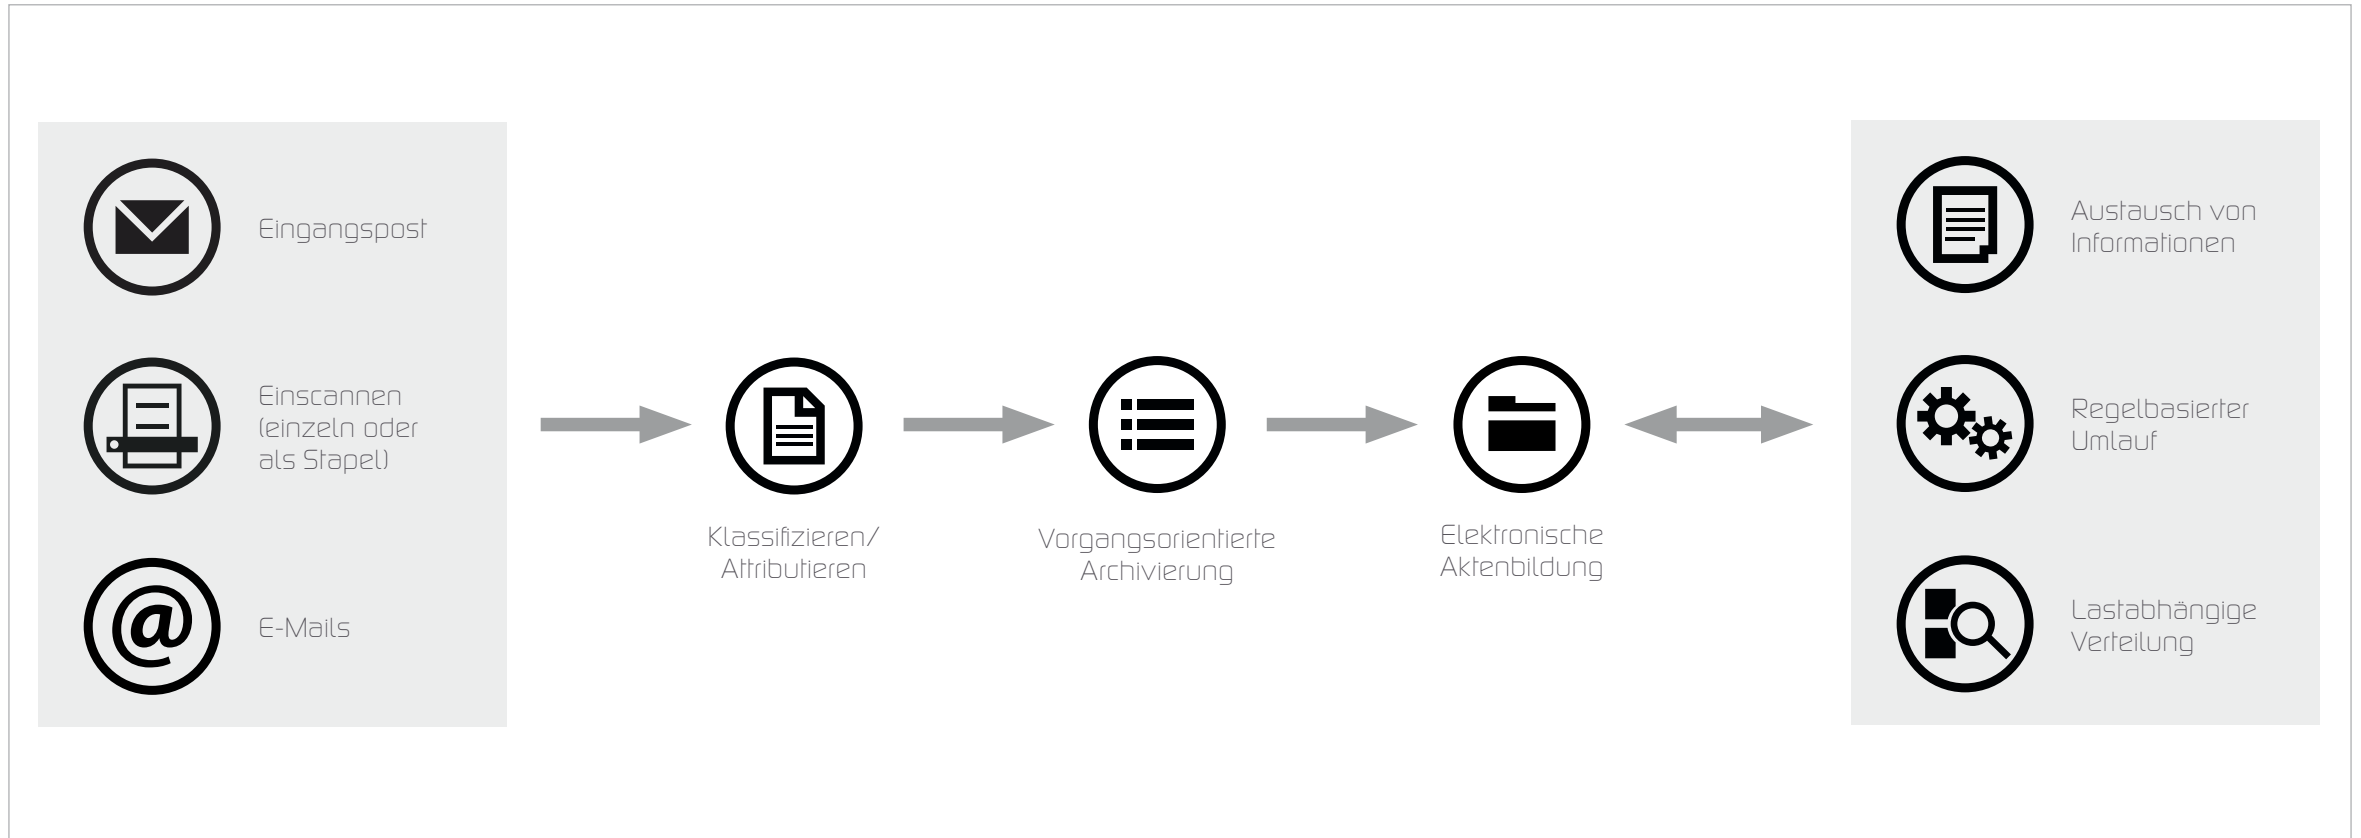 Eingangspost
Einscannen
(einzeln oder
als Stapel)
E-Mails
Klassifizieren/
Attributieren
Vorgangsorientierte
Archivierung
Elektronische
Aktenbildung
Austausch von
Informationen
Regelbasierter
Umlauf
Lastabhängige
Verteilung